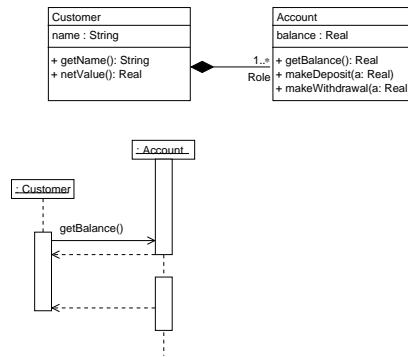 Customer
name : String
+ getName(): String
+ netValue(): Real
1..*
Role
Account
balance : Real
+ getBalance(): Real
+ makeDeposit(a: Real)
+ makeWithdrawal(a: Real
: Account
: Customer
getBalance()